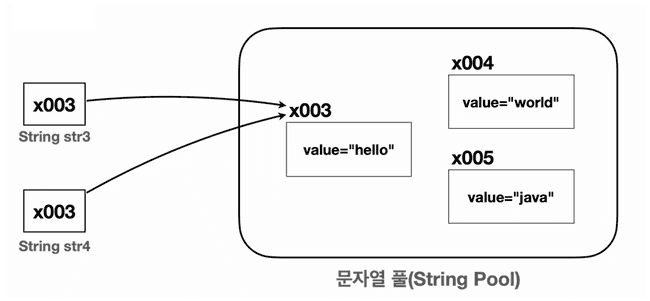 x003
String str3
x003
String str4
x003
value="hello"
x004
value="world"
x005
value="java"
문자열 풀(String Pool)